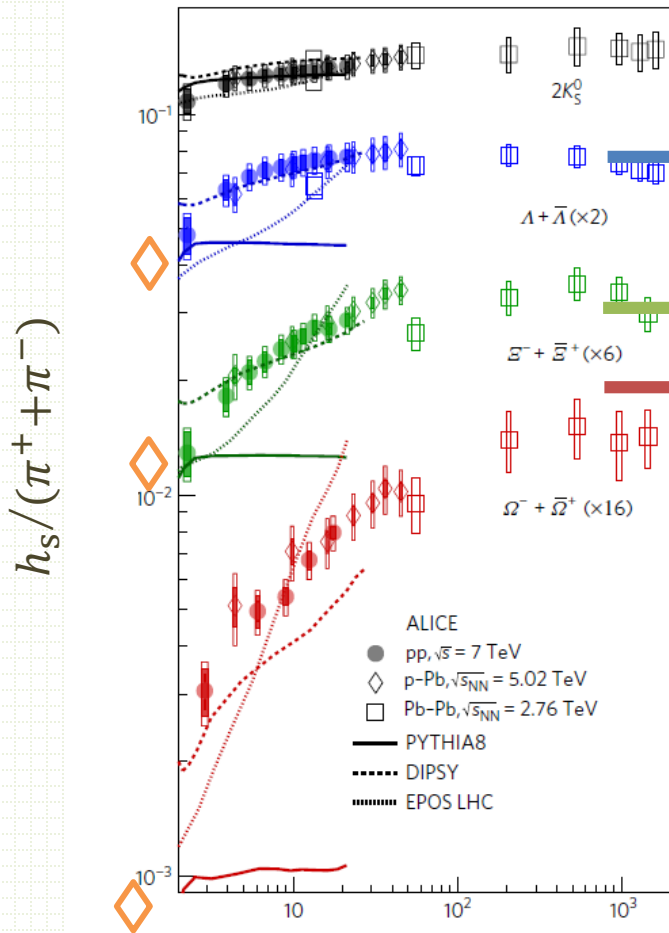 h_s/(π⁺+π⁻)
10⁻¹
2K_S⁰
Λ + Λ̅ (×2)
Ξ⁻ + Ξ̅⁺ (×6)
10⁻²
Ω⁻ + Ω̅⁺ (×16)
ALICE
pp, √s = 7 TeV
p–Pb, √s_NN = 5.02 TeV
Pb–Pb, √s_NN = 2.76 TeV
PYTHIA8
DIPSY
EPOS LHC
10⁻³
10
10²
10³